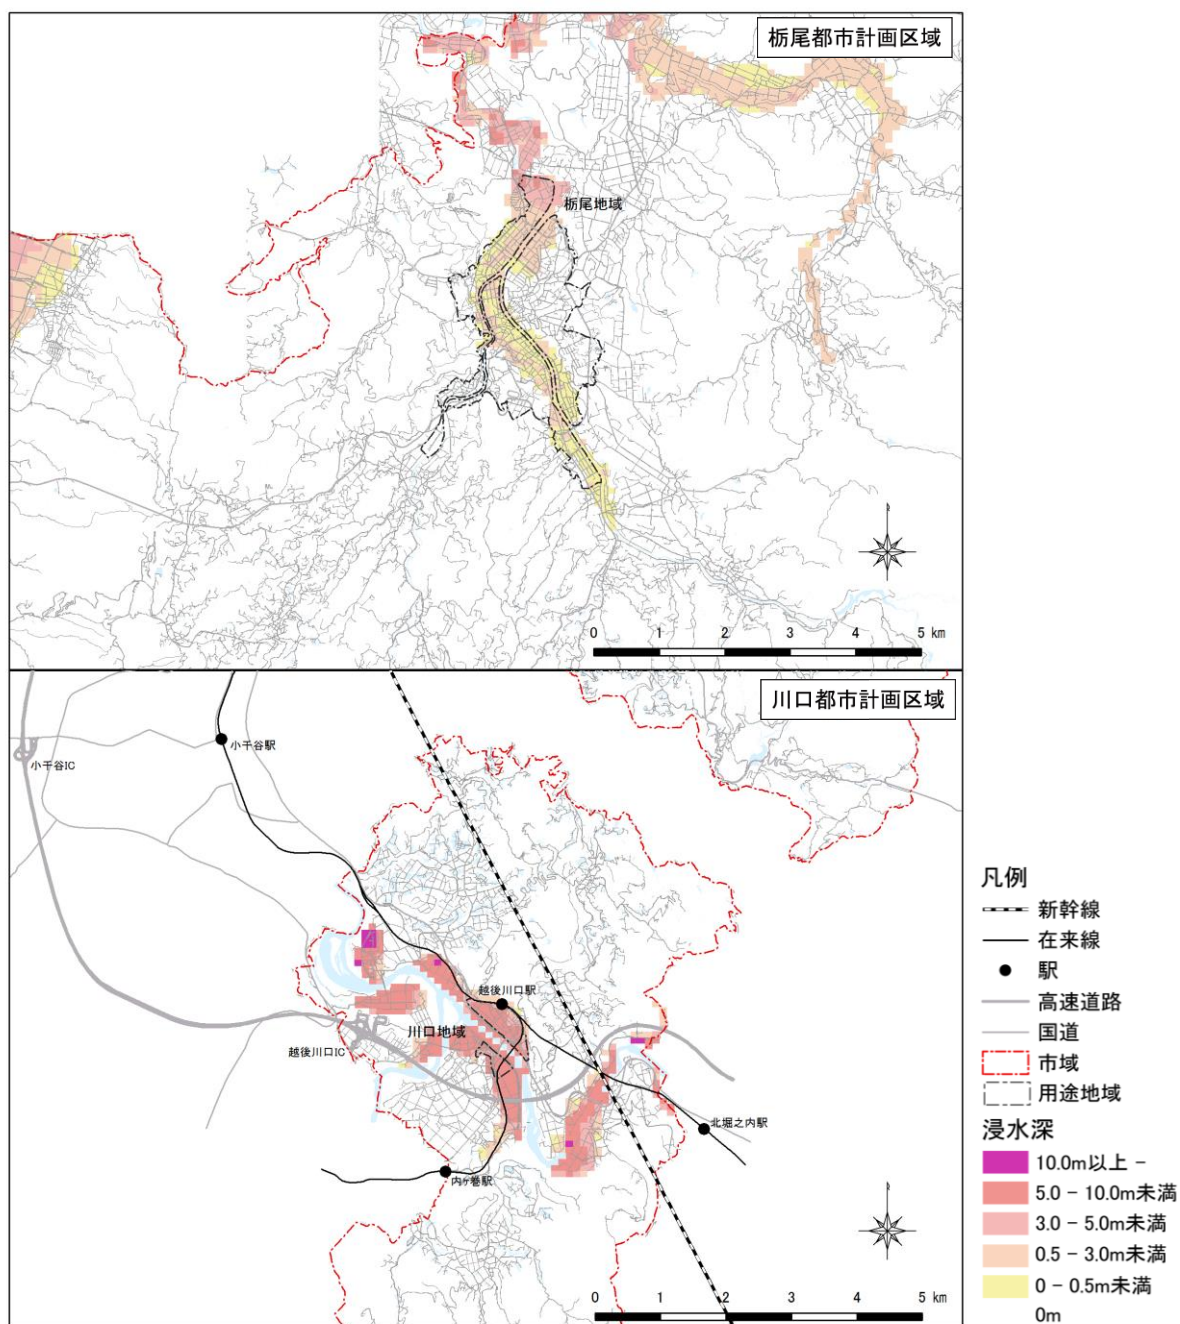 栃尾都市計画区域
栃尾地域
0 1 2 3 4 5 km
川口都市計画区域
小千谷駅
小千谷IC
越後川口駅
川口地域
越後川口IC
北堀之内駅
内ケ巻駅
0 1 2 3 4 5 km
凡例
新幹線
在来線
駅
高速道路
国道
市域
用途地域
浸水深
10.0m以上 -
5.0 - 10.0m未満
3.0 - 5.0m未満
0.5 - 3.0m未満
0 - 0.5m未満
0m